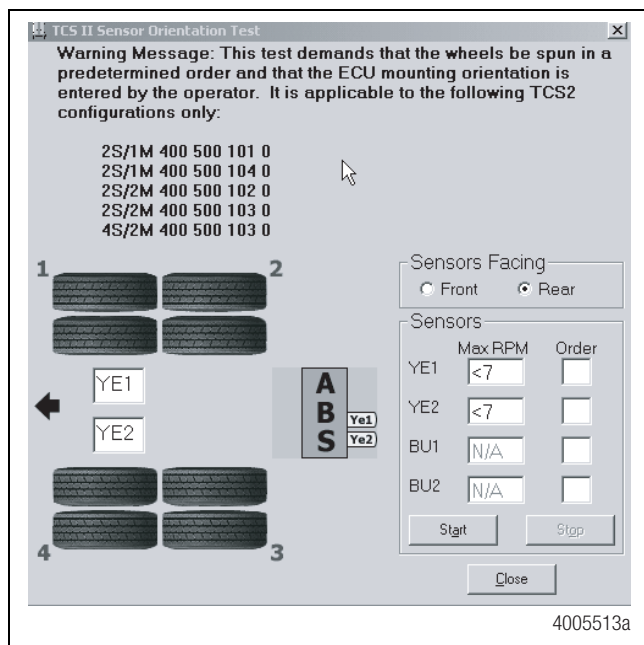 TCS II Sensor Orientation Test
Warning Message: This test demands that the wheels be spun in a
predetermined order and that the ECU mounting orientation is
entered by the operator. It is applicable to the following TCS2
configurations only:
2S/1M 400 500 101 0
2S/1M 400 500 104 0
2S/2M 400 500 102 0
2S/2M 400 500 103 0
4S/2M 400 500 103 0
1
2
YE1
YE2
4
3
A
B
S
Ye1
Ye2
Sensors Facing
Front Rear
Sensors
Max RPM Order
YE1 <7
YE2 <7
BU1 N/A
BU2 N/A
Start Stop
Close
4005513a